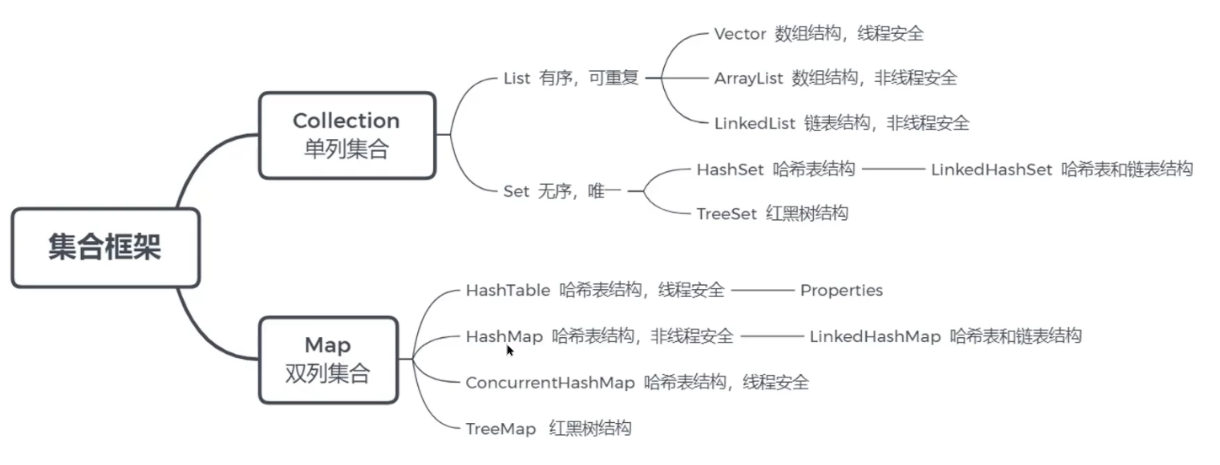 集合框架
Collection
单列集合
List 有序，可重复
Vector 数组结构，线程安全
ArrayList 数组结构，非线程安全
LinkedList 链表结构，非线程安全
Set 无序，唯一
HashSet 哈希表结构
LinkedHashSet 哈希表和链表结构
TreeSet 红黑树结构
Map
双列集合
HashTable 哈希表结构，线程安全
Properties
HashMap 哈希表结构，非线程安全
LinkedHashMap 哈希表和链表结构
ConcurrentHashMap 哈希表结构，线程安全
TreeMap 红黑树结构